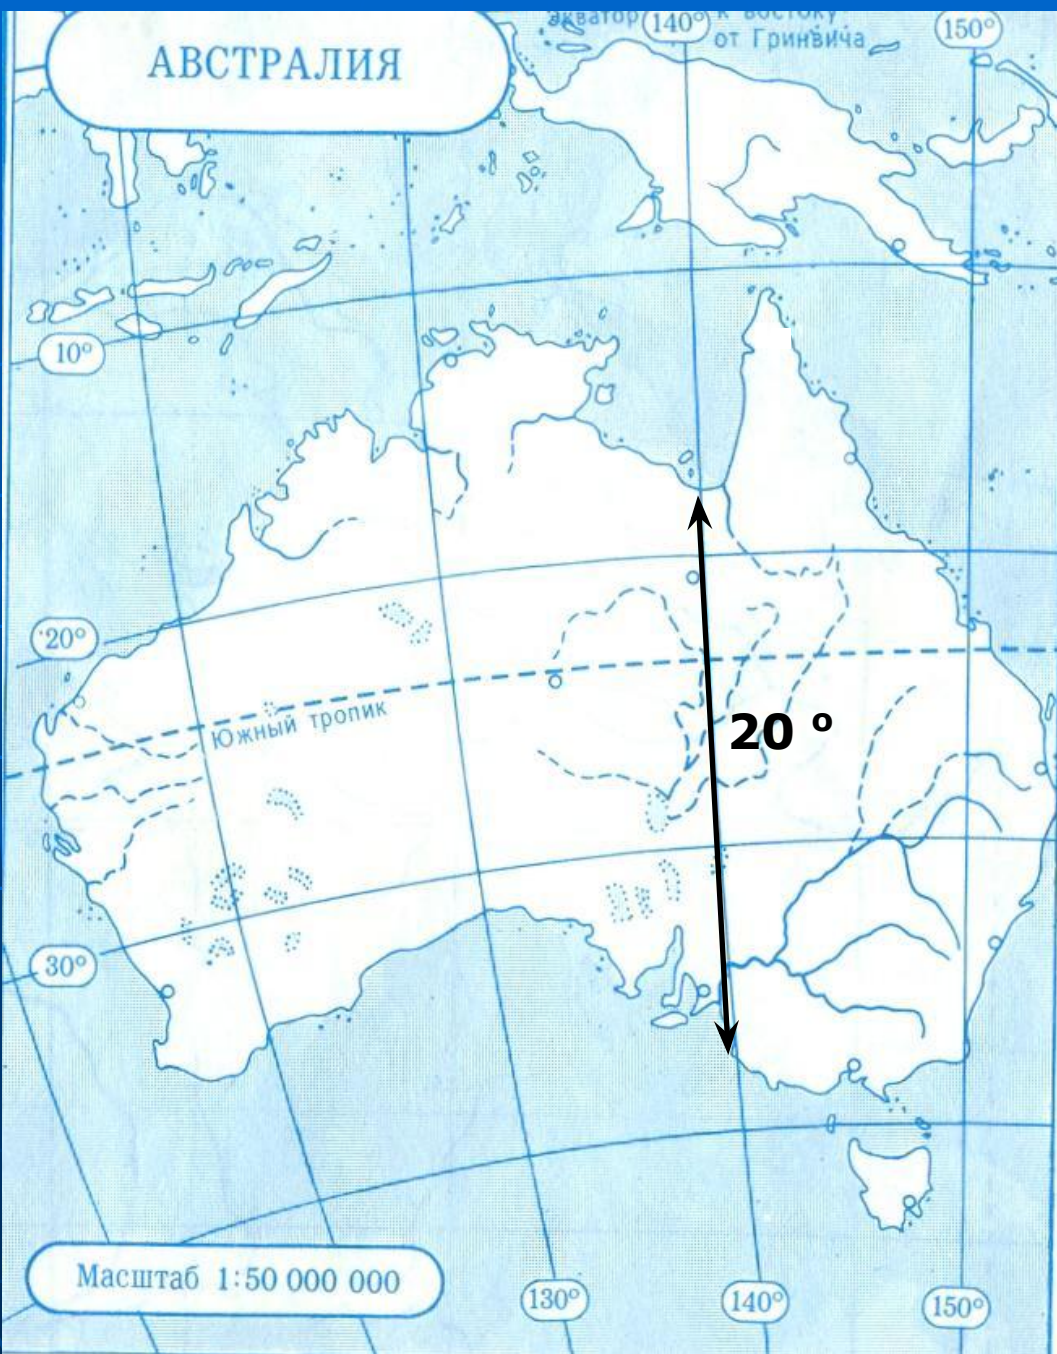 экватор 140° к востоку 150°
АВСТРАЛИЯ от Гринвича
10°
20°
Южный тропик
20 º
30°
Масштаб 1:50 000 000
130° 140° 150°